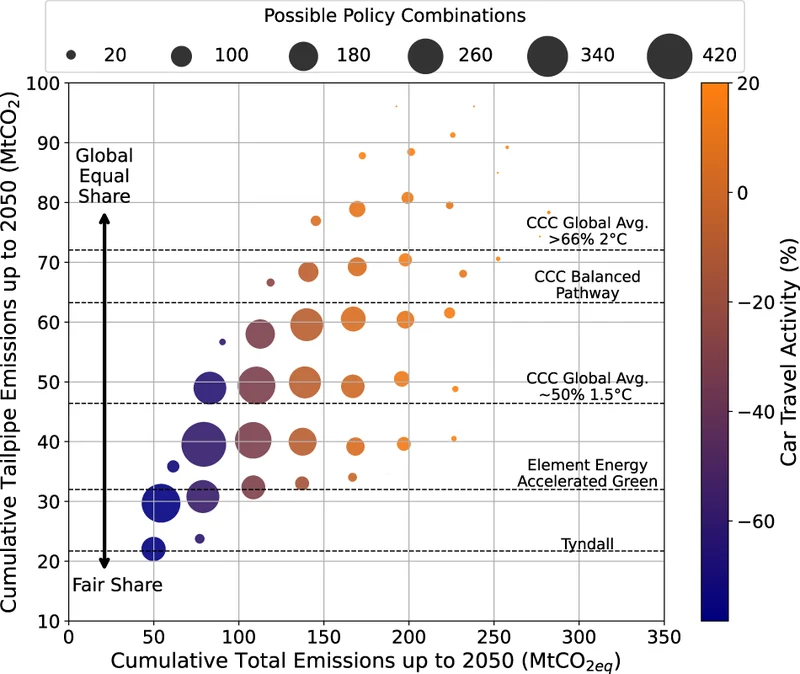 Possible Policy Combinations
20 100 180 260 340 420
Cumulative Tailpipe Emissions up to 2050 (MtCO₂)
100
90
80
70
60
50
40
30
20
10
Global
Equal
Share
Fair Share
CCC Global Avg.
>66% 2°C
CCC Balanced
Pathway
CCC Global Avg.
~50% 1.5°C
Element Energy
Accelerated Green
Tyndall
0 50 100 150 200 250 300 350
Cumulative Total Emissions up to 2050 (MtCO₂eq)
20
0
−20
−40
−60
Car Travel Activity (%)